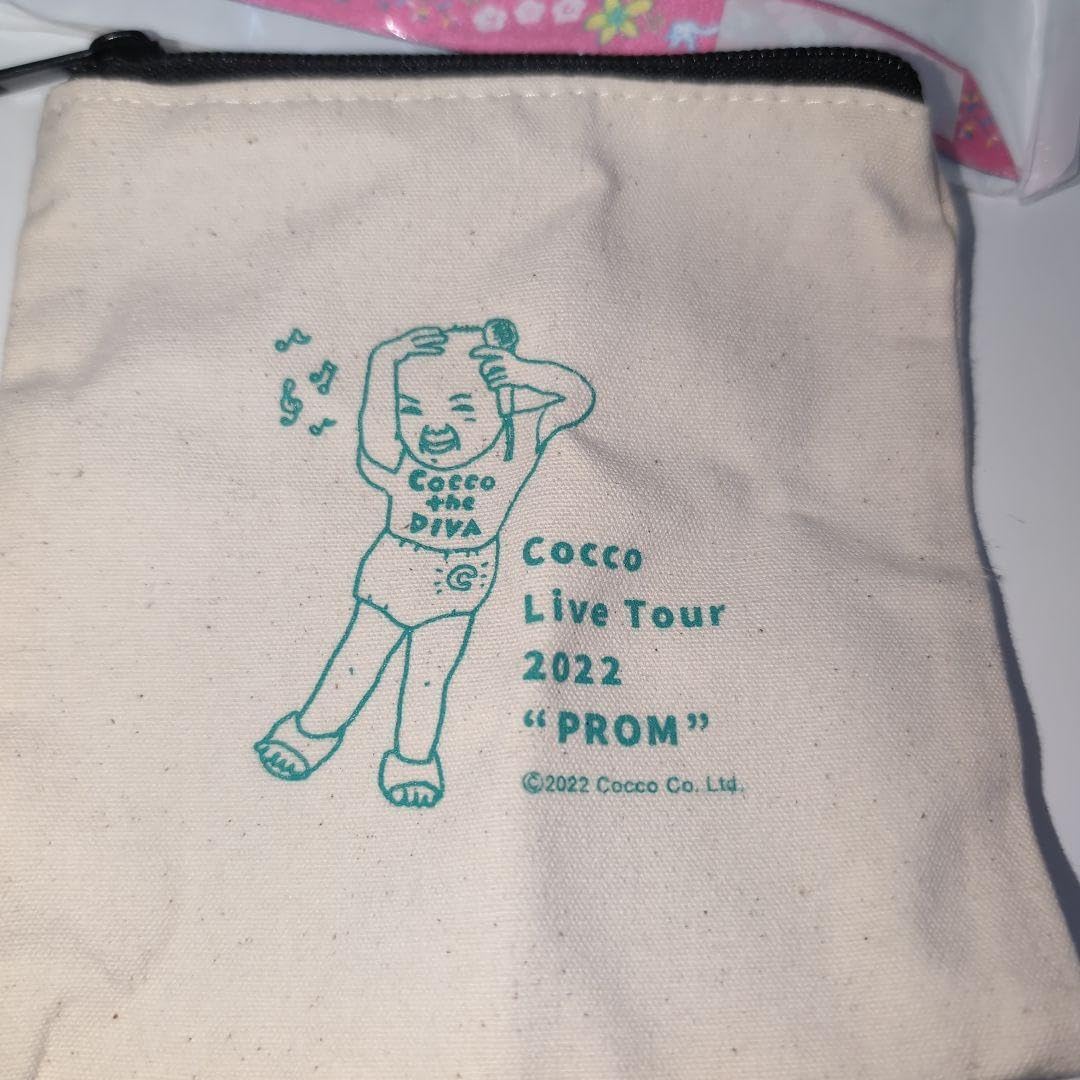 Cocco
the
DIVA
C
Cocco
Live Tour
2022
“PROM”
©2022 Cocco Co. Ltd.